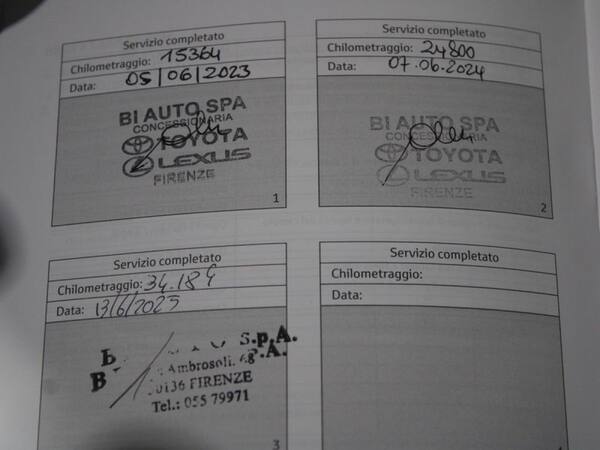 Servizio completato
Chilometraggio: 15364
Data: 05/06/2023
BI AUTO SPA
CONCESSIONARIA
TOYOTA
LEXUS
FIRENZE
1
Servizio completato
Chilometraggio: 24800
Data: 07.06.2024
BI AUTO SPA
CONCESSIONARIA
TOYOTA
LEXUS
FIRENZE
2
Servizio completato
Chilometraggio: 34.189
Data: 13/6/2025
S.p.A.
B P.A.
Ambrosoli,
50136 FIRENZE
Tel.: 055 79971
3
Servizio completato
Chilometraggio:
Data: